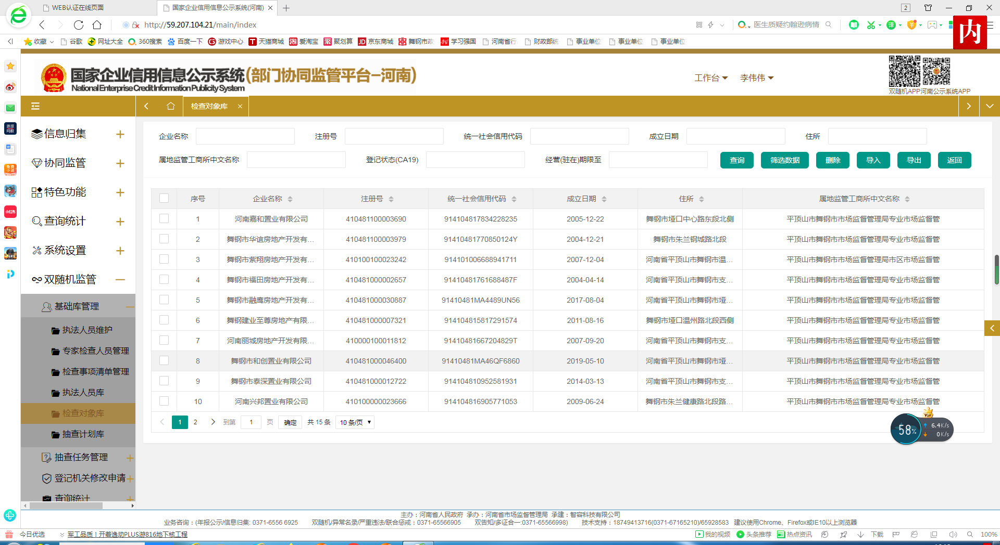 WEB认证在线页面
国家企业信用信息公示系统(河南)
2
http://59.207.104.21/main/index
医生质疑约翰逊病情
内
收藏 谷歌 网址大全 360搜索 百度一下 游戏中心 天猫商城 爱淘宝 聚划算 京东商城 舞钢市政 学习强国 河南省行 财政部统 事业单位 事业单位 事业单位
国家企业信用信息公示系统(部门协同监管平台-河南)
National Enterprise Credit Information Publicity System
工作台 李伟伟
双随机APP河南公示系统APP
检查对象库
信息归集
协同监管
特色功能
查询统计
系统设置
双随机监管
基础库管理
执法人员维护
专家检查人员管理
检查事项清单管理
执法人员库
检查对象库
抽查计划库
抽查任务管理
登记机关修改申请
查询统计
企业名称 注册号 统一社会信用代码 成立日期 住所
属地监管工商所中文名称 登记状态(CA19) 经营(驻在)期限至 查询 筛选数据 删除 导入 导出 返回
序号 企业名称 注册号 统一社会信用代码 成立日期 住所 属地监管工商所中文名称
1 河南嘉和置业有限公司 410481100003690 914104817834228235 2005-12-22 舞钢市垭口中心路东段北侧 平顶山市舞钢市市场监督管理局专业市场监督管
2 舞钢市华谊房地产开发有... 410481100003979 91410481770850124Y 2004-12-21 舞钢市朱兰钢城路北段 平顶山市舞钢市市场监督管理局专业市场监督管
3 舞钢市紫翔房地产开发有... 410100100023242 914101006688941711 2007-12-04 河南省平顶山市舞钢市温... 平顶山市舞钢市市场监督管理局市区市场监督管
4 舞钢市福田房地产开发有... 410481000002657 91410481761688487F 2004-04-14 河南省平顶山市舞钢市支... 平顶山市舞钢市市场监督管理局专业市场监督管
5 舞钢市融鹰房地产开发有... 410481000030887 91410481MA4489UN56 2017-08-04 河南省平顶山市舞钢市垭... 平顶山市舞钢市市场监督管理局专业市场监督管
6 舞钢建业至尊房地产有限... 410481000007321 914104815817291574 2011-08-16 舞钢市垭口温州路北段西侧 平顶山市舞钢市市场监督管理局专业市场监督管
7 河南丽城房地产开发有限... 410000100011812 91410481667204829T 2007-09-20 河南省平顶山市舞钢市支... 平顶山市舞钢市市场监督管理局专业市场监督管
8 舞钢市和创置业有限公司 410481000046400 91410481MA46QF6860 2019-05-10 河南省平顶山市舞钢市垭... 平顶山市舞钢市市场监督管理局专业市场监督管
9 舞钢市泰深置业有限公司 410481000012722 914104810952581931 2014-03-13 河南省平顶山市舞钢市支... 平顶山市舞钢市市场监督管理局专业市场监督管
10 河南兴邦置业有限公司 410100000023666 914104816905771053 2009-06-24 舞钢市朱兰健康路北段路... 平顶山市舞钢市市场监督管理局专业市场监督管
1 2 到第 1 页 确定 共 15 条 10 条/页
58% 6.4K/s
0K/s
主办：河南省人民政府 承办：河南省市场监督管理局 承建：智容科技有限公司
业务咨询：(年报公示/信息归集: 0371-6556 6925 双随机/异常名录/严重违法/联合惩戒：0371-65566905 双告知/多证合一:0371-65566998) 技术支持：18749413716(0371-67165210)/65928583 建议使用Chrome、Firefox或IE10以上浏览器
今日优选 军工品质！开着逸动PLUS游816地下核工程
我的视频 头条推荐 热点资讯 下载 100%